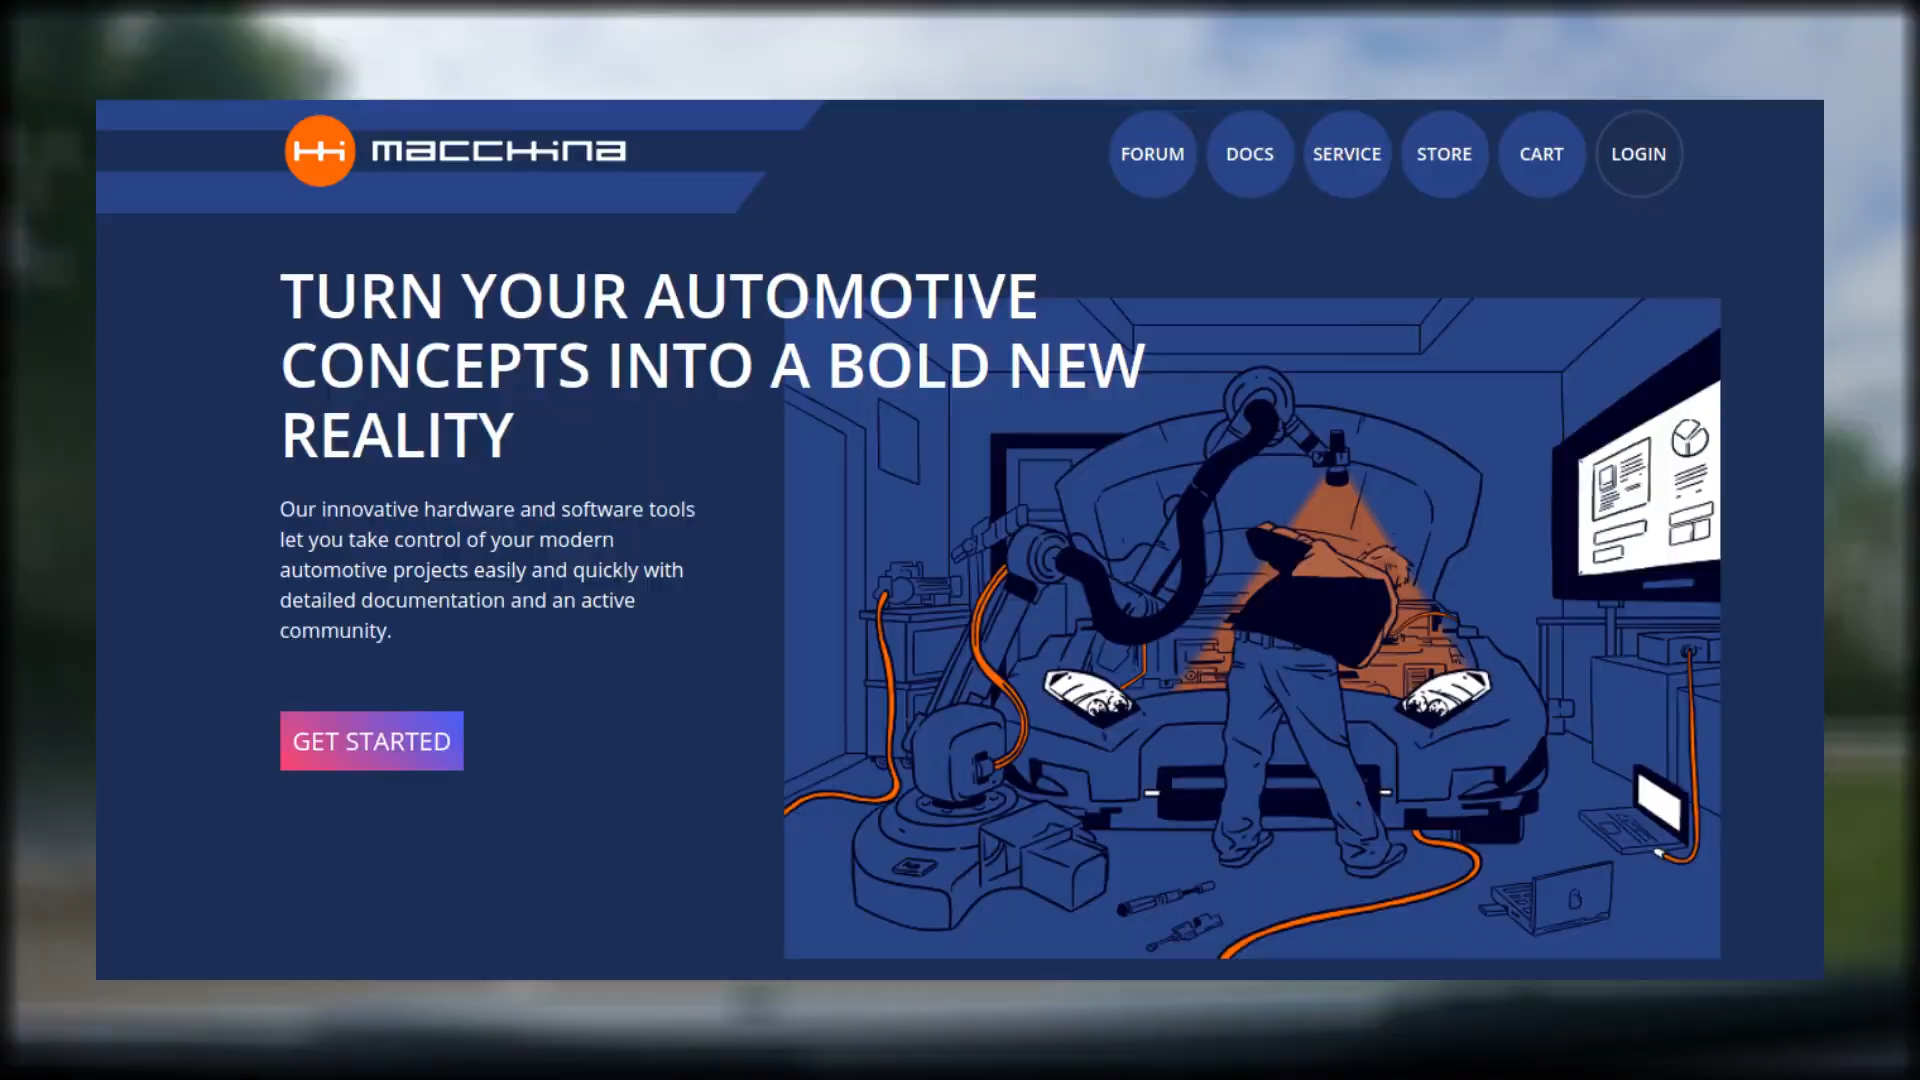 macchina
FORUM
DOCS
SERVICE
STORE
CART
LOGIN
TURN YOUR AUTOMOTIVE
CONCEPTS INTO A BOLD NEW
REALITY
Our innovative hardware and software tools
let you take control of your modern
automotive projects easily and quickly with
detailed documentation and an active
community.
GET STARTED